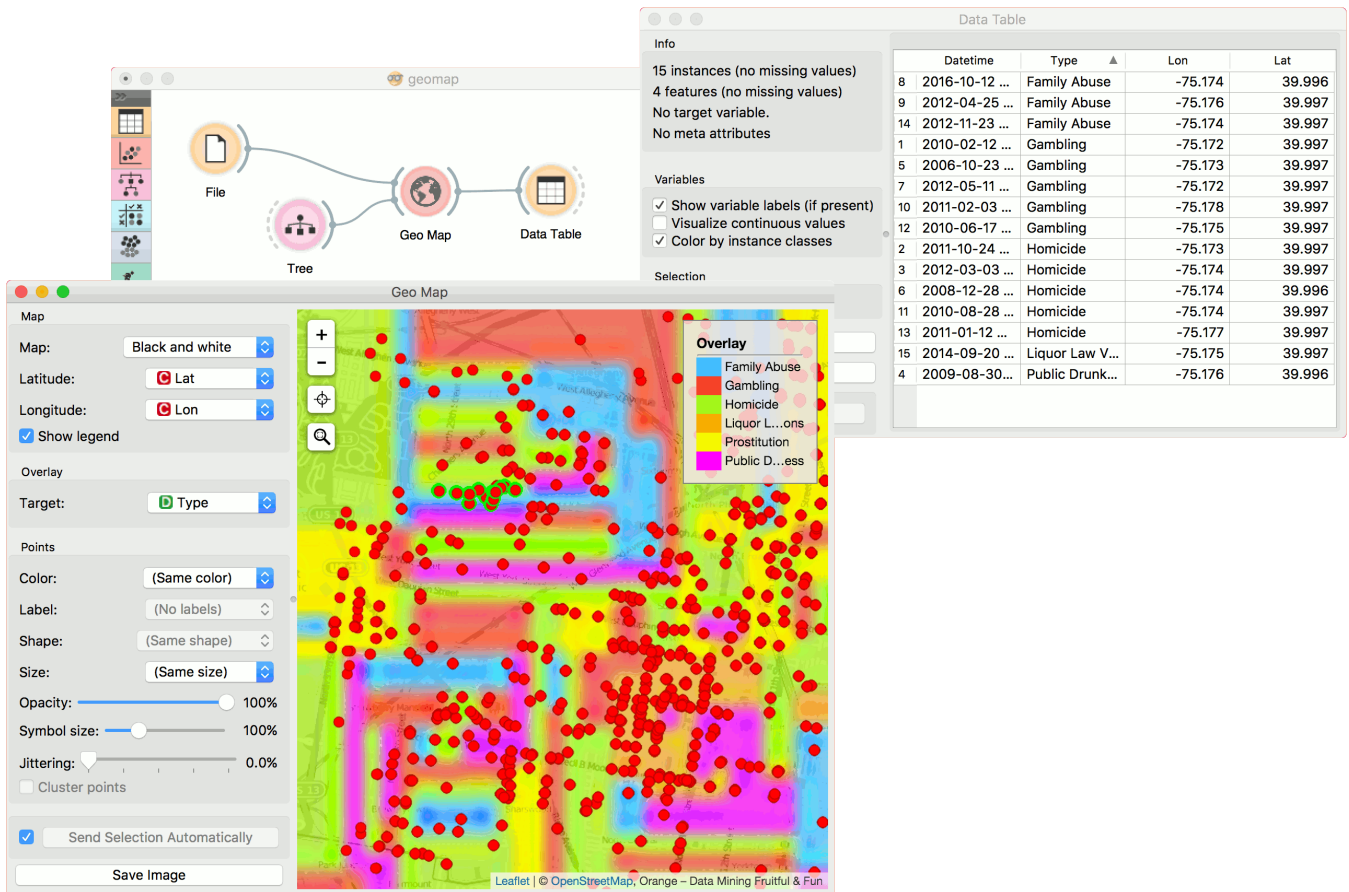 Data Table
Info
15 instances (no missing values)
4 features (no missing values)
No target variable.
No meta attributes
Variables
Show variable labels (if present)
Visualize continuous values
Color by instance classes
Selection
Datetime Type Lon Lat
8 2016-10-12 ... Family Abuse -75.174 39.996
9 2012-04-25 ... Family Abuse -75.176 39.997
14 2012-11-23 ... Family Abuse -75.174 39.997
1 2010-02-12 ... Gambling -75.172 39.997
5 2006-10-23 ... Gambling -75.173 39.997
7 2012-05-11 ... Gambling -75.172 39.997
10 2011-02-03 ... Gambling -75.178 39.997
12 2010-06-17 ... Gambling -75.175 39.997
2 2011-10-24 ... Homicide -75.173 39.997
3 2012-03-03 ... Homicide -75.174 39.997
6 2008-12-28 ... Homicide -75.174 39.996
11 2010-08-28 ... Homicide -75.174 39.997
13 2011-01-12 ... Homicide -75.177 39.997
15 2014-09-20 ... Liquor Law V... -75.175 39.997
4 2009-08-30... Public Drunk... -75.176 39.996
geomap
File
Tree
Geo Map
Data Table
Geo Map
Map
Map: Black and white
Latitude: C Lat
Longitude: C Lon
Show legend
Overlay
Target: D Type
Points
Color: (Same color)
Label: (No labels)
Shape: (Same shape)
Size: (Same size)
Opacity: 100%
Symbol size: 100%
Jittering: 0.0%
Cluster points
Send Selection Automatically
Save Image
+
−
Overlay
Family Abuse
Gambling
Homicide
Liquor L...ons
Prostitution
Public D...ess
West Allegheny Avenue
North 29th Street
US 13
Leaflet | © OpenStreetMap, Orange – Data Mining Fruitful & Fun